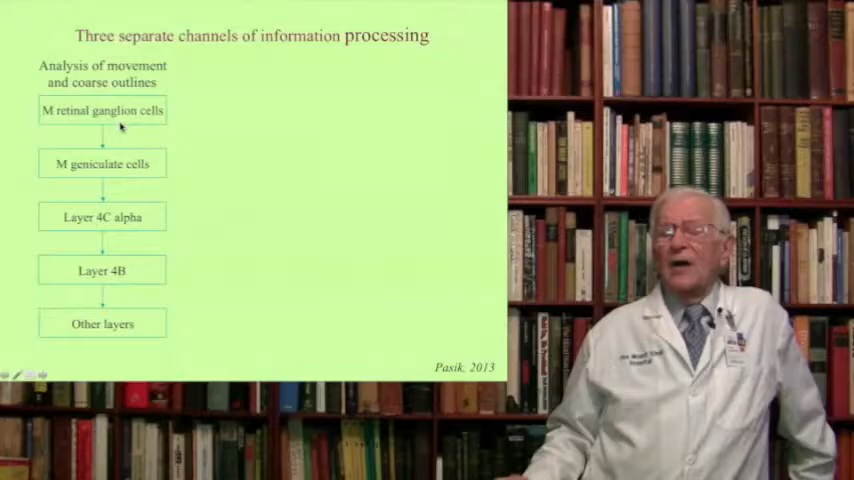 Three separate channels of information processing
Analysis of movement
and coarse outlines
M retinal ganglion cells
M geniculate cells
Layer 4C alpha
Layer 4B
Other layers
Pasik, 2013
Hospital